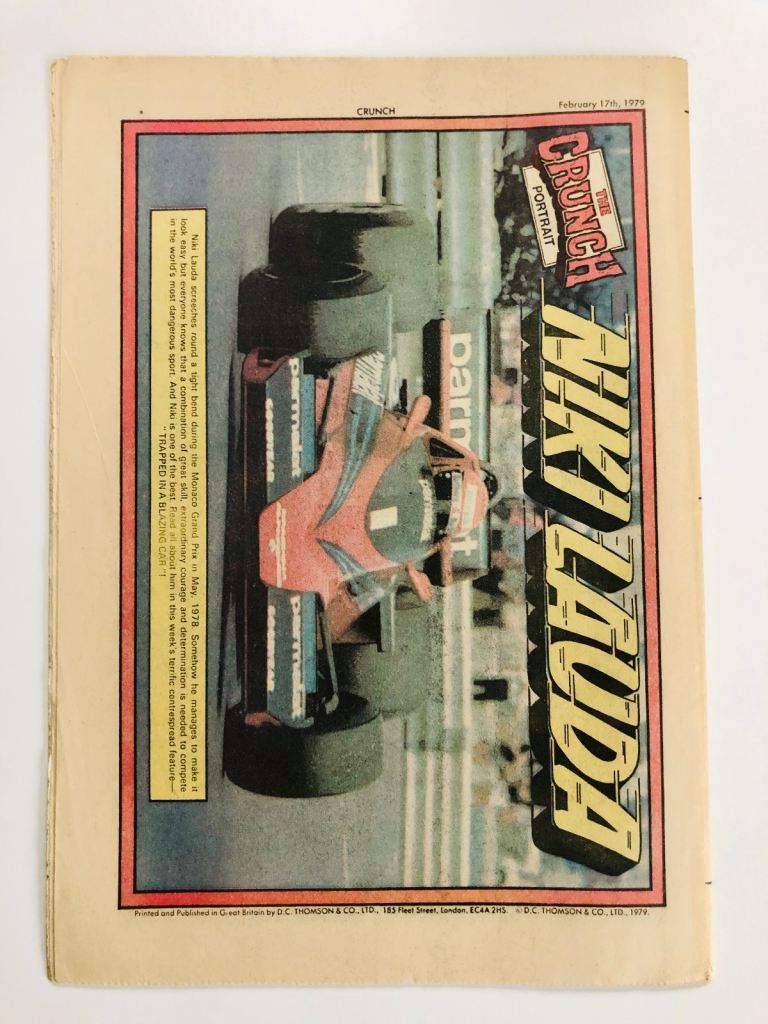 CRUNCH
February 17th, 1979
THE
CRUNCH
PORTRAIT
NIKI LAUDA
parm
t
parmalat
parmalat
1
Niki Lauda screeches round a tight bend during the Monaco Grand Prix in May, 1978. Somehow he manages to make it
look easy but everyone knows that a combination of great skill, extraordinary courage and determination is needed to compete
in the world's most dangerous sport. And Niki is one of the best. Read all about him in this week's terrific centrespread feature—
"TRAPPED IN A BLAZING CAR"!
Printed and Published in Great Britain by D.C. THOMSON & CO., LTD., 185 Fleet Street, London, EC4A 2HS. © D.C. THOMSON & CO., LTD., 1979.